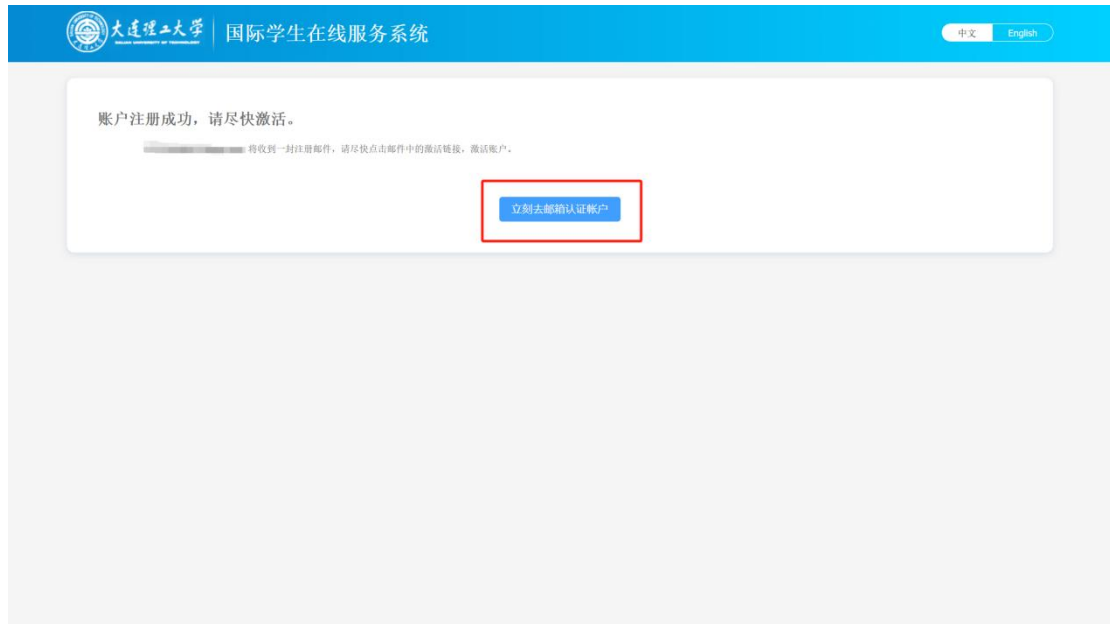 大连理工大学
国际学生在线服务系统
中文 English
账户注册成功，请尽快激活。
将收到一封注册邮件，请尽快点击邮件中的激活链接，激活账户。
立刻去邮箱认证帐户